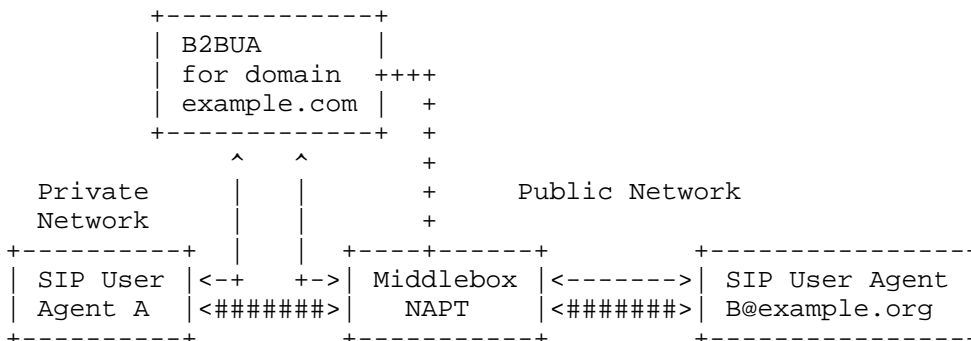 B2BUA
for domain
example.com
Private Public Network
Network
SIP User Middlebox SIP User Agent
Agent A NAPT B@example.org